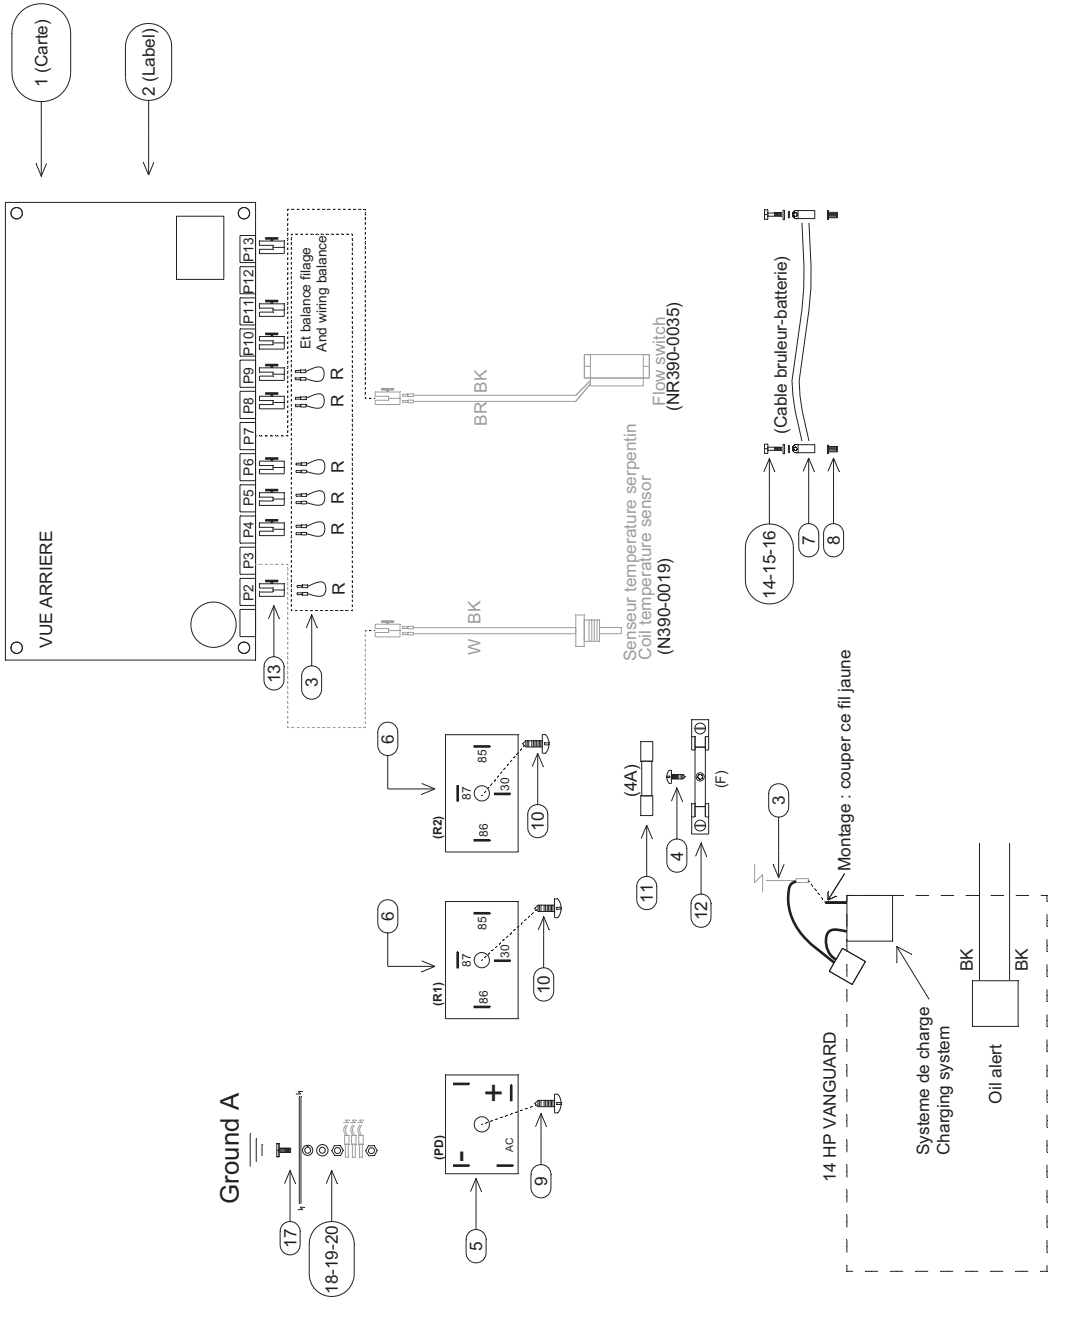 1 (Carte)
2 (Label)
VUE ARRIERE
P2
P3
P4
P5
P6
P7
P8
P9
P10
P11
P12
P13
13
3
R
R
R
R
R
R
Et balance filage
And wiring balance
W
BK
BR
BK
Senseur temperature serpentin
Coil temperature sensor
(N390-0019)
Flow switch
(NR390-0035)
(Cable bruleur-batterie)
14-15-16
7
8
Ground A
17
18-19-20
(PD)
-
+
AC
5
9
(R1)
86
87
85
30
6
10
(R2)
86
87
85
30
6
10
(4A)
11
4
12
(F)
3
Montage : couper ce fil jaune
14 HP VANGUARD
Systeme de charge
Charging system
BK
BK
Oil alert